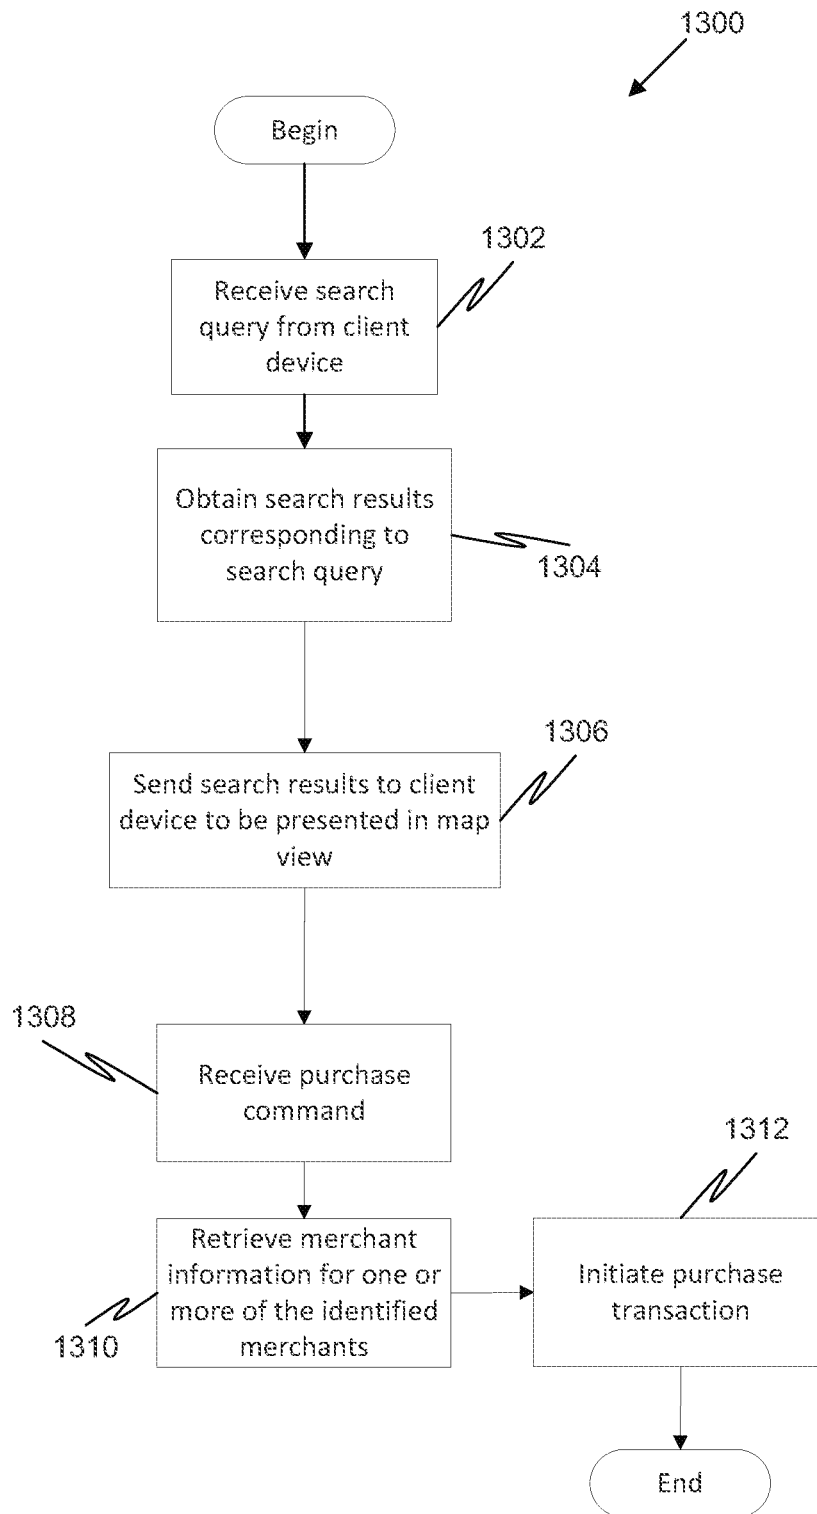 1300
Begin
1302
Receive search
query from client
device
Obtain search results
corresponding to
search query
1304
1306
Send search results to client
device to be presented in map
view
1308
Receive purchase
command
1312
Retrieve merchant
information for one or
more of the identified
merchants
1310
Initiate purchase
transaction
End